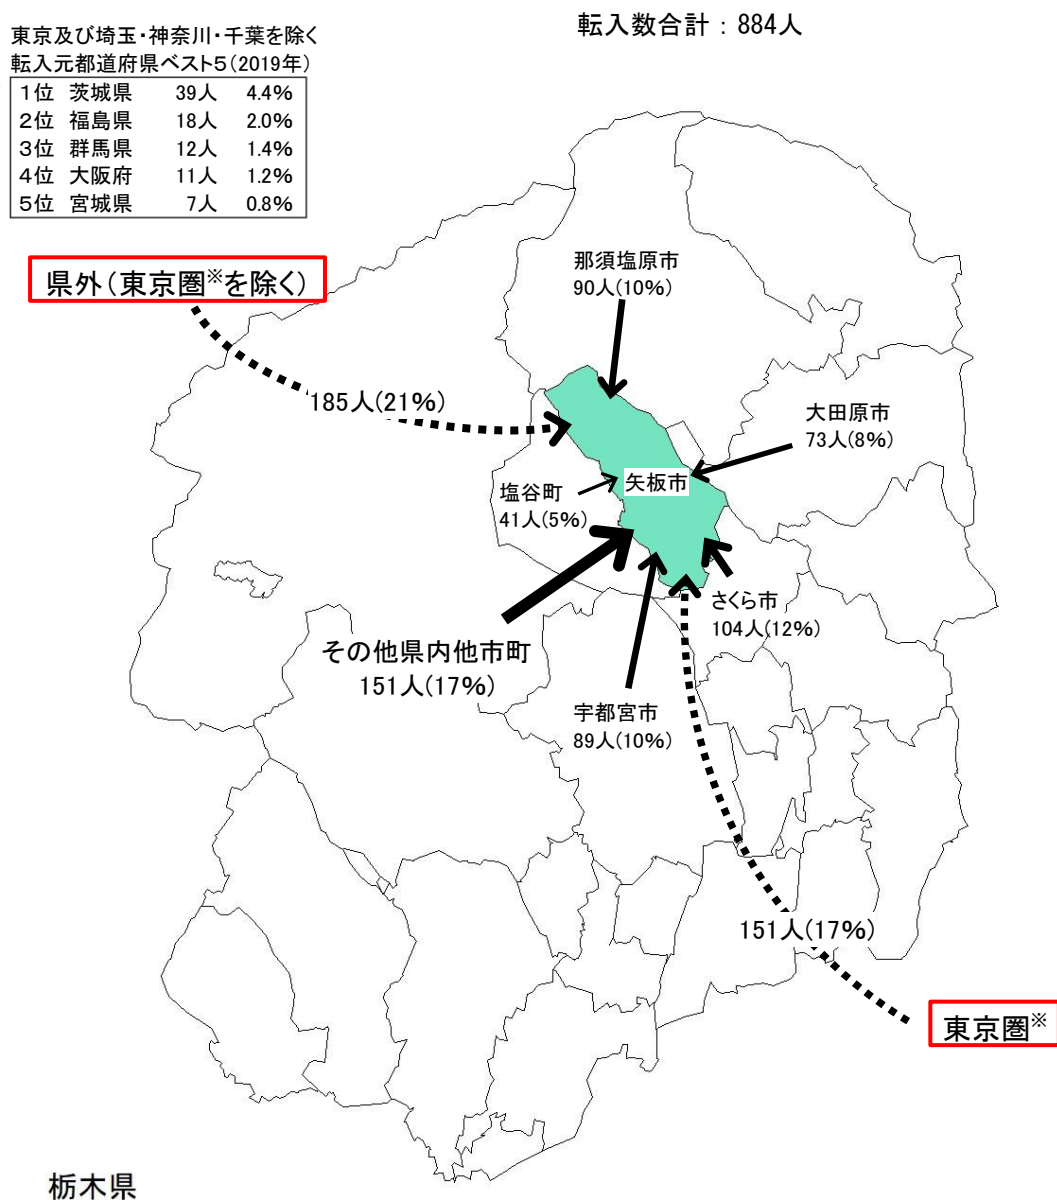 転入数合計：884人
東京及び埼玉・神奈川・千葉を除く
転入元都道府県ベスト5(2019年)
1位 茨城県 39人 4.4%
2位 福島県 18人 2.0%
3位 群馬県 12人 1.4%
4位 大阪府 11人 1.2%
5位 宮城県 7人 0.8%
県外(東京圏※を除く)
185人(21%)
那須塩原市
90人(10%)
大田原市
73人(8%)
矢板市
塩谷町
41人(5%)
さくら市
104人(12%)
その他県内他市町
151人(17%)
宇都宮市
89人(10%)
151人(17%)
東京圏※
栃木県